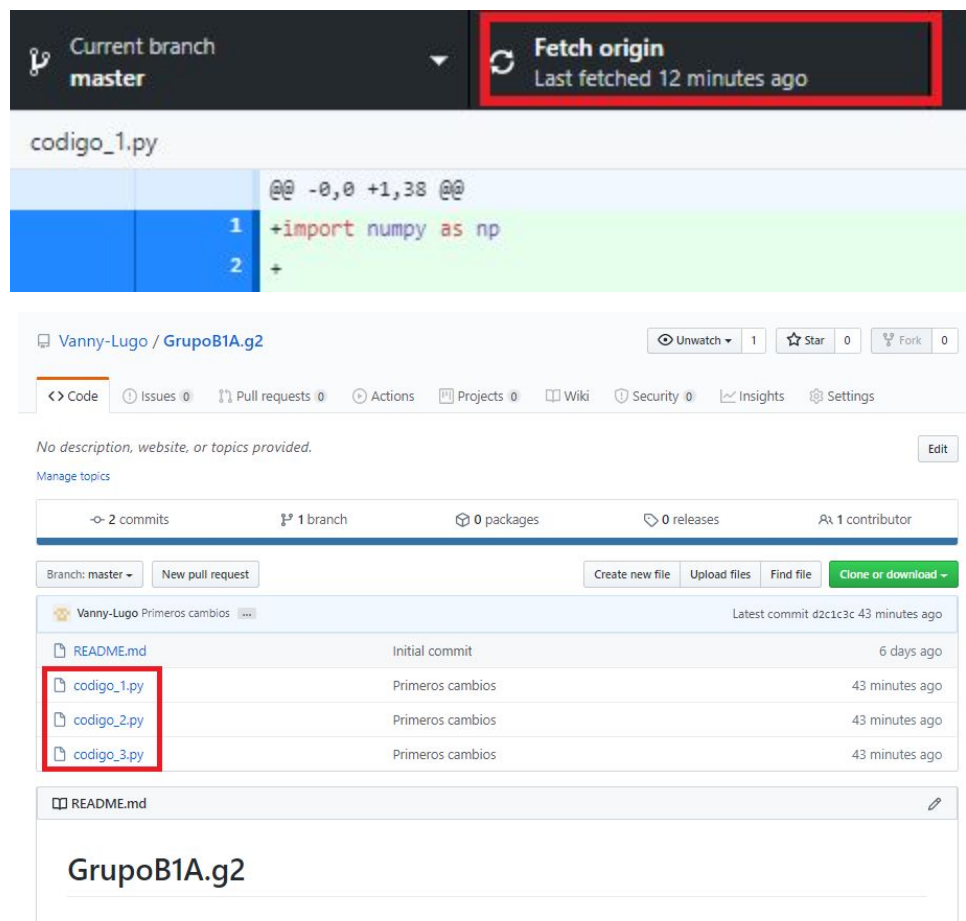 Current branch
master
Fetch origin
Last fetched 12 minutes ago
codigo_1.py
@@ -0,0 +1,38 @@
1 +import numpy as np
2 +
Vanny-Lugo / GrupoB1A.g2
Unwatch 1 Star 0 Fork 0
<> Code Issues 0 Pull requests 0 Actions Projects 0 Wiki Security 0 Insights Settings
No description, website, or topics provided.
Edit
Manage topics
2 commits 1 branch 0 packages 0 releases 1 contributor
Branch: master New pull request Create new file Upload files Find file Clone or download
Vanny-Lugo Primeros cambios ... Latest commit d2c1c3c 43 minutes ago
README.md Initial commit 6 days ago
codigo_1.py Primeros cambios 43 minutes ago
codigo_2.py Primeros cambios 43 minutes ago
codigo_3.py Primeros cambios 43 minutes ago
README.md
GrupoB1A.g2